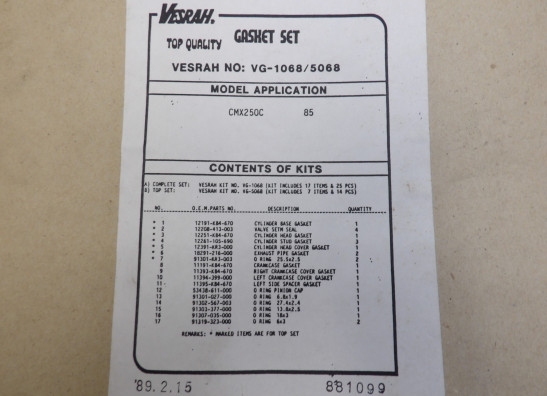 VESRAH.
TOP QUALITY GASKET SET
VESRAH NO: VG-1068/5068
MODEL APPLICATION
CMX250C 85
CONTENTS OF KITS
A) COMPLETE SET: VESRAH KIT NO. VG-1068 (KIT INCLUDES 17 ITEMS & 25 PCS)
B) TOP SET: VESRAH KIT NO. VG-5068 (KIT INCLUDES 7 ITEMS & 14 PCS)
NO. O.E.M.PARTS NO. DESCRIPTION QUANTITY
* 1 12191-KB4-670 CYLINDER BASE GASKET 1
* 2 12208-413-003 VALVE STEM SEAL 4
* 3 12251-KB4-670 CYLINDER HEAD GASKET 1
* 4 12261-105-690 CYLINDER STUD GASKET 3
* 5 12391-KR3-000 CYLINDER HEAD COVER GASKET 1
* 6 18291-216-000 EXHAUST PIPE GASKET 2
* 7 91301-KR3-003 O RING 25.5x2.5 2
8 11191-KB4-670 CRANKCASE GASKET 1
9 11393-KB4-670 RIGHT CRANKCASE COVER GASKET 1
10 11394-399-000 LEFT CRANKCASE COVER GASKET 1
11 11395-KB4-670 LEFT SIDE SPACER GASKET 1
12 53438-611-000 O RING PINION CAP 1
13 91301-027-000 O RING 6.8x1.9 1
14 91302-567-003 O RING 27.4x2.4 1
15 91303-377-000 O RING 13.8x2.5 1
16 91307-035-000 O RING 18x3 1
17 91318-323-000 O RING 6x3 2
REMARKS: * MARKED ITEMS ARE FOR TOP SET
'89.2.15 881099